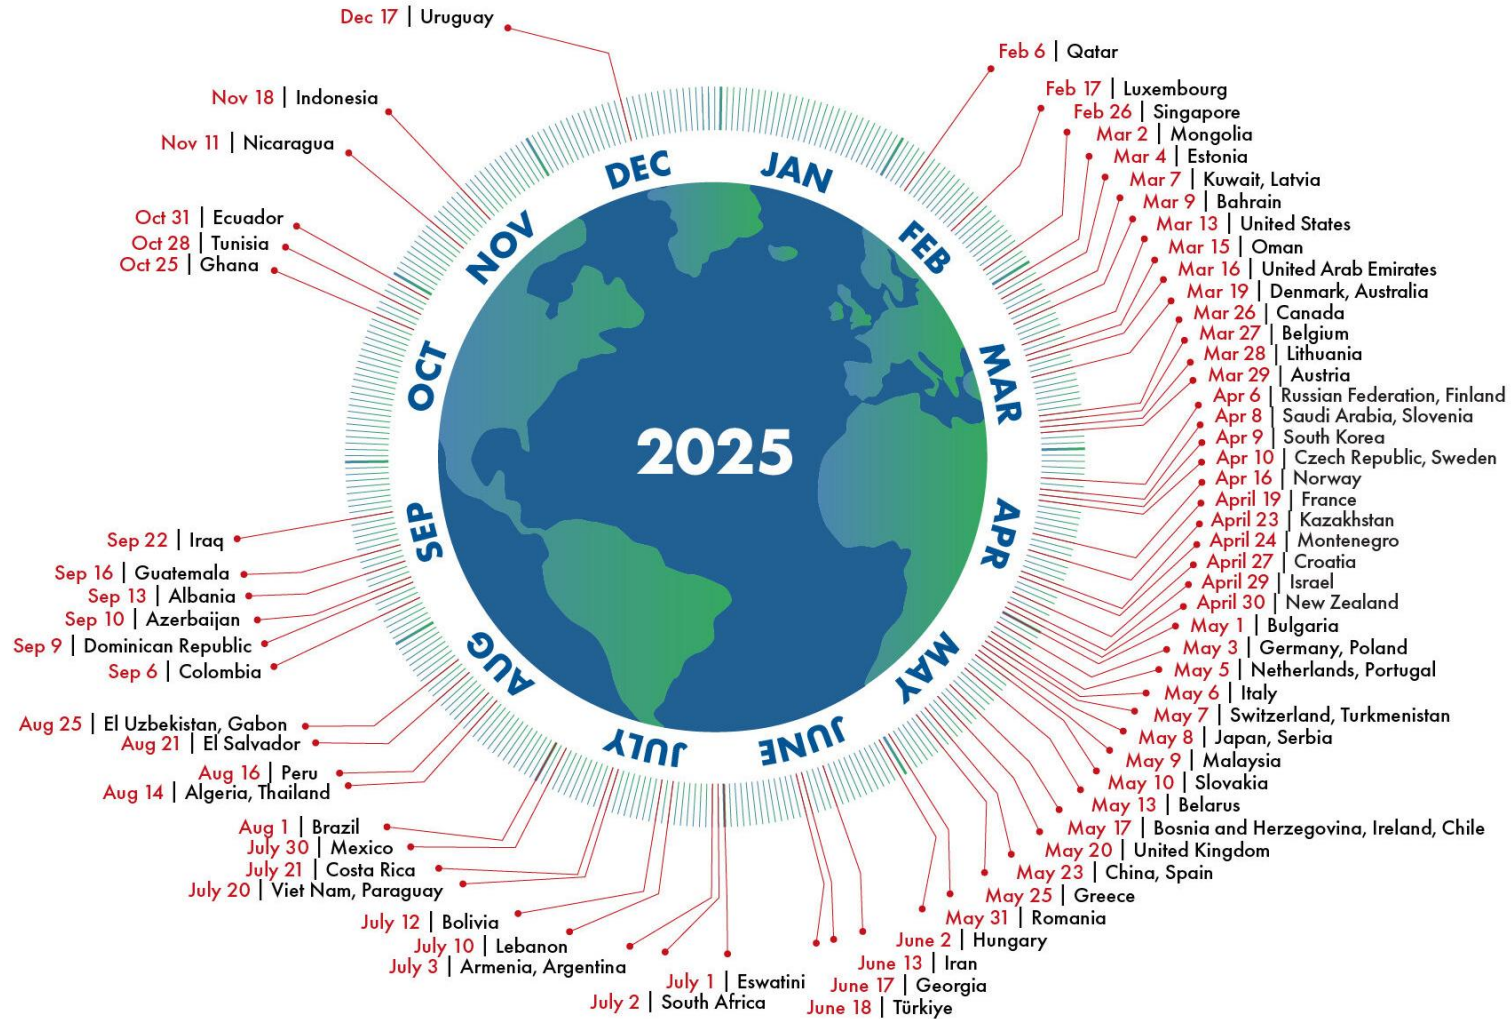 Dec 17 | Uruguay
Nov 18 | Indonesia
Nov 11 | Nicaragua
Oct 31 | Ecuador
Oct 28 | Tunisia
Oct 25 | Ghana
Sep 22 | Iraq
Sep 16 | Guatemala
Sep 13 | Albania
Sep 10 | Azerbaijan
Sep 9 | Dominican Republic
Sep 6 | Colombia
Aug 25 | El Uzbekistan, Gabon
Aug 21 | El Salvador
Aug 16 | Peru
Aug 14 | Algeria, Thailand
Aug 1 | Brazil
July 30 | Mexico
July 21 | Costa Rica
July 20 | Viet Nam, Paraguay
July 12 | Bolivia
July 10 | Lebanon
July 3 | Armenia, Argentina
July 2 | South Africa
July 1 | Eswatini
Feb 6 | Qatar
Feb 17 | Luxembourg
Feb 26 | Singapore
Mar 2 | Mongolia
Mar 4 | Estonia
Mar 7 | Kuwait, Latvia
Mar 9 | Bahrain
Mar 13 | United States
Mar 15 | Oman
Mar 16 | United Arab Emirates
Mar 19 | Denmark, Australia
Mar 26 | Canada
Mar 27 | Belgium
Mar 28 | Lithuania
Mar 29 | Austria
Apr 6 | Russian Federation, Finland
Apr 8 | Saudi Arabia, Slovenia
Apr 9 | South Korea
Apr 10 | Czech Republic, Sweden
Apr 16 | Norway
April 19 | France
April 23 | Kazakhstan
April 24 | Montenegro
April 27 | Croatia
April 29 | Israel
April 30 | New Zealand
May 1 | Bulgaria
May 3 | Germany, Poland
May 5 | Netherlands, Portugal
May 6 | Italy
May 7 | Switzerland, Turkmenistan
May 8 | Japan, Serbia
May 9 | Malaysia
May 10 | Slovakia
May 13 | Belarus
May 17 | Bosnia and Herzegovina, Ireland, Chile
May 20 | United Kingdom
May 23 | China, Spain
May 25 | Greece
May 31 | Romania
June 2 | Hungary
June 13 | Iran
June 17 | Georgia
June 18 | Türkiye
JAN
FEB
MAR
APR
MAY
JUNE
JULY
AUG
SEP
OCT
NOV
DEC
2025